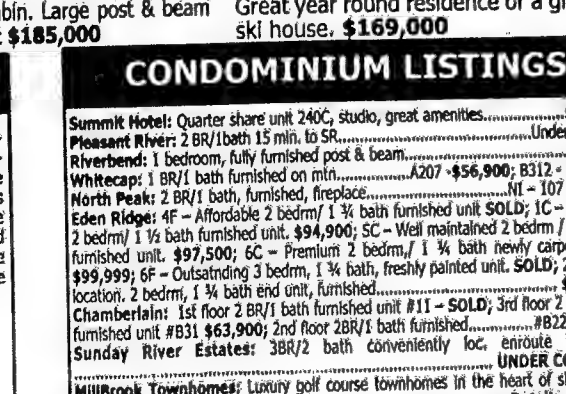 bin. Large post & beam
$185,000
Great year round residence or a
ski house. $169,000
CONDOMINIUM LISTINGS
Summit Hotel: Quarter share unit 240C, studio, great amenities
Pleasant River: 2 BR/1bath 15 min. to SR Under
Riverbend: 1 bedroom, fully furnished post & beam
Whitecap: 1 BR/1 bath furnished on mtn A207 -$56,900; B312 -
North Peak: 2 BR/1 bath, furnished, fireplace NI - 107
Eden Ridge: 4F – Affordable 2 bedrm/ 1 ¾ bath furnished unit SOLD; 1C –
2 bedrm/ 1 ½ bath furnished unit. $94,900; 5C – Well maintained 2 bedrm /
furnished unit. $97,500; 6C – Premium 2 bedrm,/ 1 ¾ bath newly carp
$99,999; 6F – Outsatnding 3 bedrm, 1 ¾ bath, freshly painted unit. SOLD;
location. 2 bedrm, 1 ¾ bath end unit, furnished
Chamberlain: 1st floor 2 BR/1 bath furnished unit #11 – SOLD; 3rd floor 2
furnished unit #B31 $63,900; 2nd floor 2BR/1 bath furnished #B22
Sunday River Estates: 3BR/2 bath conveniently loc. enroute
UNDER CO
MillBrook Townhomes: Luxury golf course townhomes in the heart of